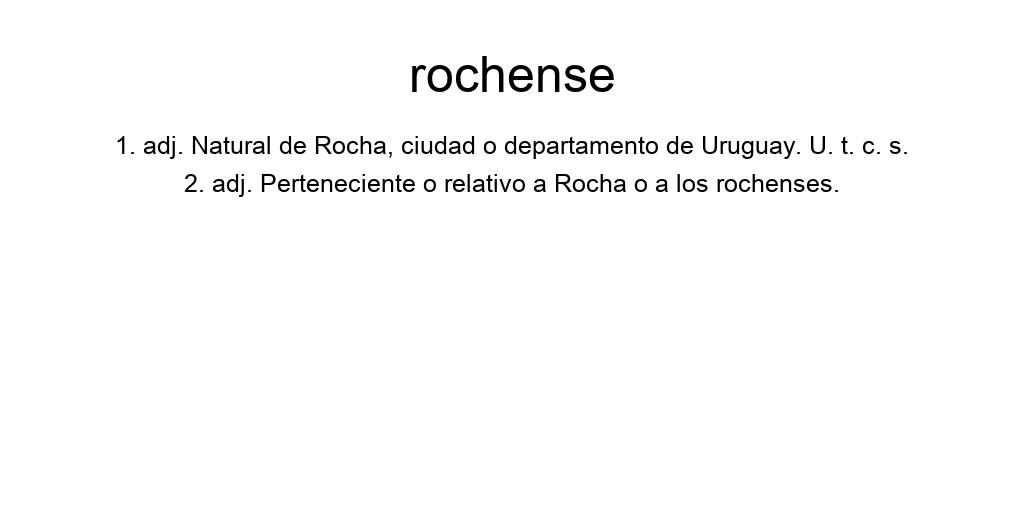 rochense
1. adj. Natural de Rocha, ciudad o departamento de Uruguay. U. t. c. s.
2. adj. Perteneciente o relativo a Rocha o a los rochenses.